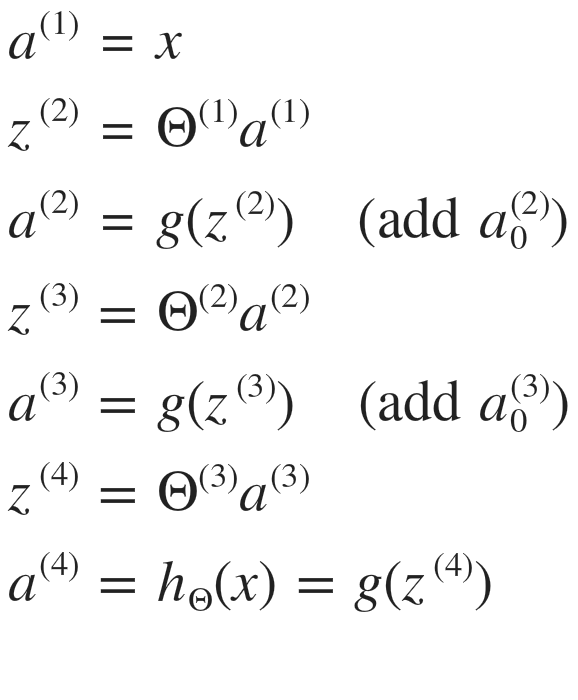 a^{(1)} = x
z^{(2)} = Θ^{(1)}a^{(1)}
a^{(2)} = g(z^{(2)}) (add a_0^{(2)})
z^{(3)} = Θ^{(2)}a^{(2)}
a^{(3)} = g(z^{(3)}) (add a_0^{(3)})
z^{(4)} = Θ^{(3)}a^{(3)}
a^{(4)} = h_Θ(x) = g(z^{(4)})